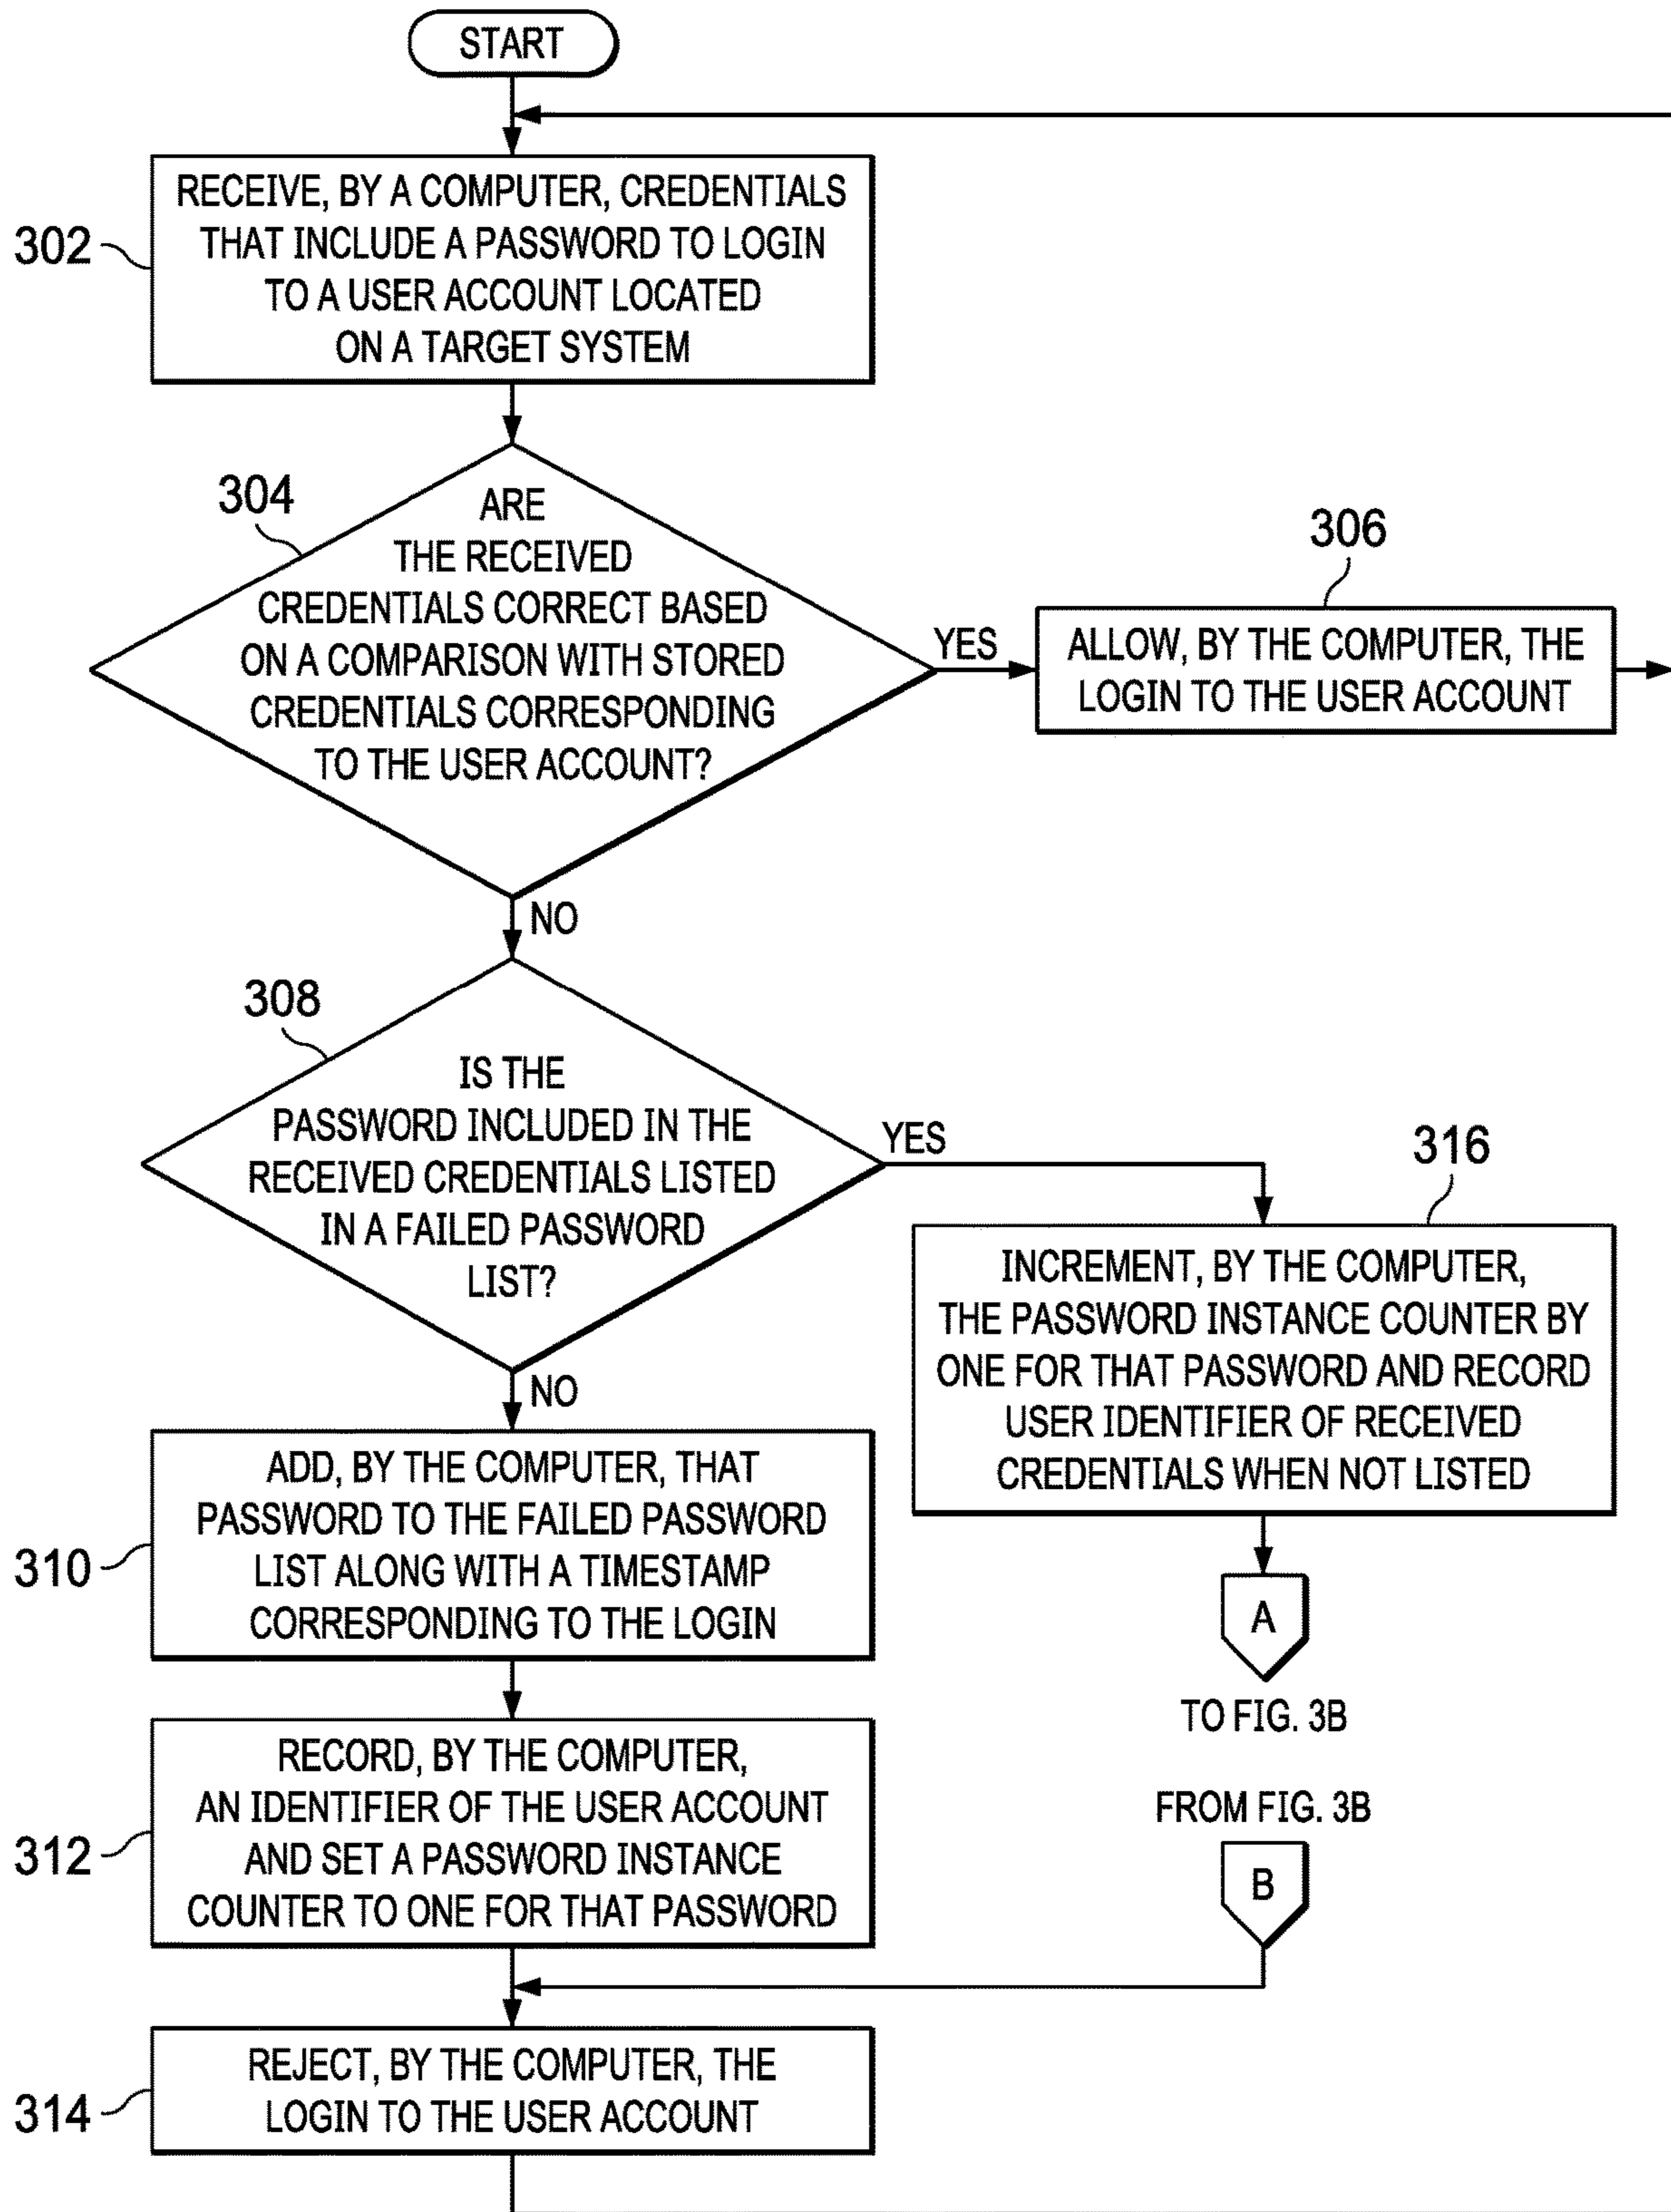 START
302
RECEIVE, BY A COMPUTER, CREDENTIALS
THAT INCLUDE A PASSWORD TO LOGIN
TO A USER ACCOUNT LOCATED
ON A TARGET SYSTEM
304
ARE
THE RECEIVED
CREDENTIALS CORRECT BASED
ON A COMPARISON WITH STORED
CREDENTIALS CORRESPONDING
TO THE USER ACCOUNT?
YES
306
ALLOW, BY THE COMPUTER, THE
LOGIN TO THE USER ACCOUNT
NO
308
IS THE
PASSWORD INCLUDED IN THE
RECEIVED CREDENTIALS LISTED
IN A FAILED PASSWORD
LIST?
YES
316
INCREMENT, BY THE COMPUTER,
THE PASSWORD INSTANCE COUNTER BY
ONE FOR THAT PASSWORD AND RECORD
USER IDENTIFIER OF RECEIVED
CREDENTIALS WHEN NOT LISTED
A
TO FIG. 3B
NO
310
ADD, BY THE COMPUTER, THAT
PASSWORD TO THE FAILED PASSWORD
LIST ALONG WITH A TIMESTAMP
CORRESPONDING TO THE LOGIN
312
RECORD, BY THE COMPUTER,
AN IDENTIFIER OF THE USER ACCOUNT
AND SET A PASSWORD INSTANCE
COUNTER TO ONE FOR THAT PASSWORD
FROM FIG. 3B
B
314
REJECT, BY THE COMPUTER, THE
LOGIN TO THE USER ACCOUNT